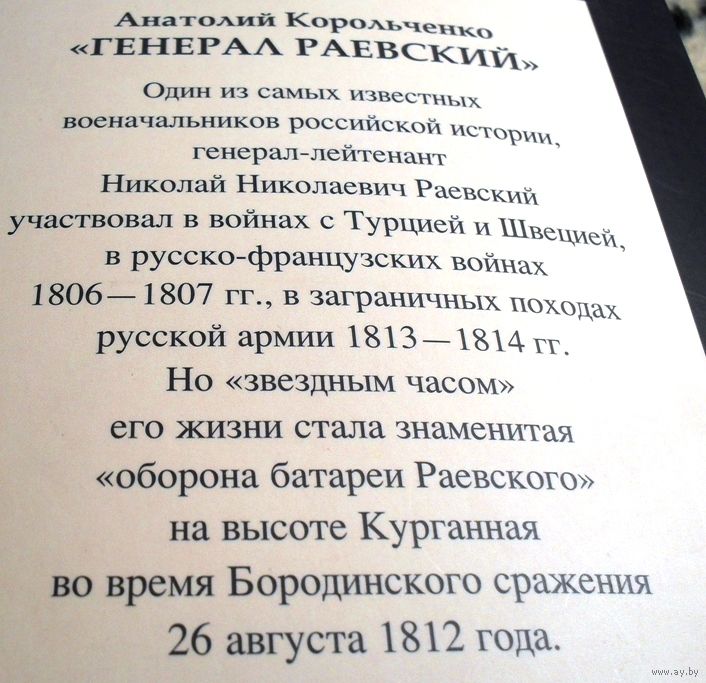 Анатолий Корольченко
«ГЕНЕРАЛ РАЕВСКИЙ»
Один из самых известных
военачальников российской истории,
генерал-лейтенант
Николай Николаевич Раевский
участвовал в войнах с Турцией и Швецией,
в русско-французских войнах
1806—1807 гг., в заграничных походах
русской армии 1813—1814 гг.
Но «звездным часом»
его жизни стала знаменитая
«оборона батареи Раевского»
на высоте Курганная
во время Бородинского сражения
26 августа 1812 года.
www.ay.by